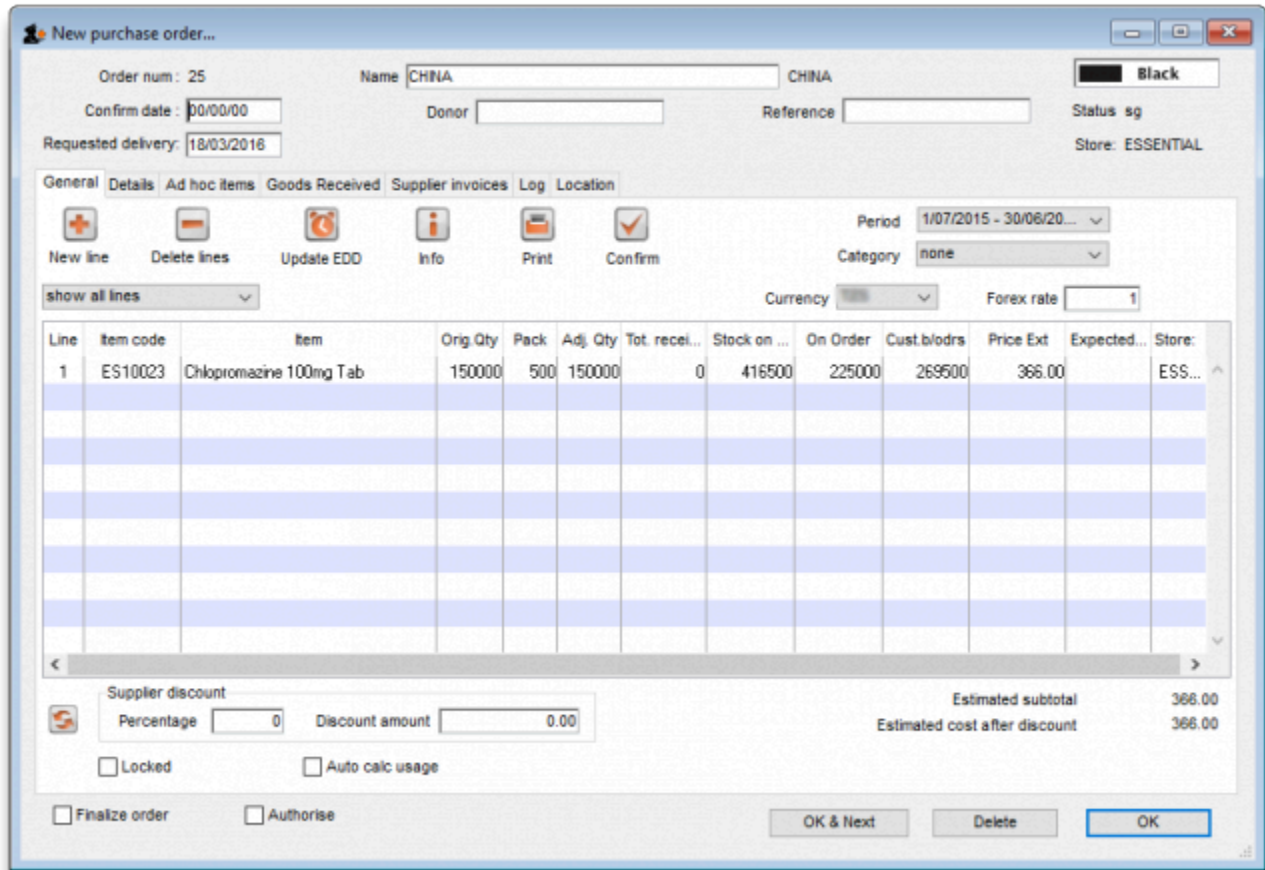 New purchase order...
Order num : 25 Name CHINA CHINA Black
Confirm date : 00/00/00 Donor Reference Status sg
Requested delivery: 18/03/2016 Store: ESSENTIAL
General Details Ad hoc items Goods Received Supplier invoices Log Location
New line Delete lines Update EDD Info Print Confirm
Period 1/07/2015 - 30/06/20...
Category none
show all lines Currency Forex rate 1
Line Item code Item Orig.Qty Pack Adj. Qty Tot. recei... Stock on ... On Order Cust.b/odrs Price Ext Expected... Store:
1 ES10023 Chlopromazine 100mg Tab 150000 500 150000 0 416500 225000 269500 366.00 ESS...
Supplier discount
Percentage 0 Discount amount 0.00
Estimated subtotal 366.00
Estimated cost after discount 366.00
Locked Auto calc usage
Finalize order Authorise OK & Next Delete OK